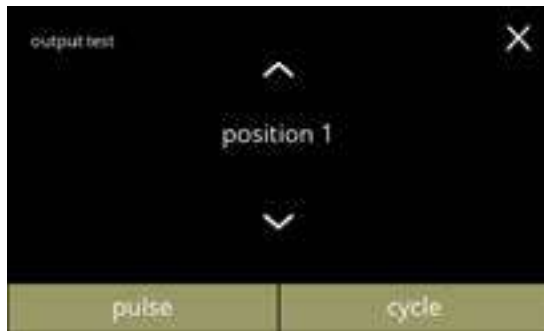 output test
position 1
pulse
cycle